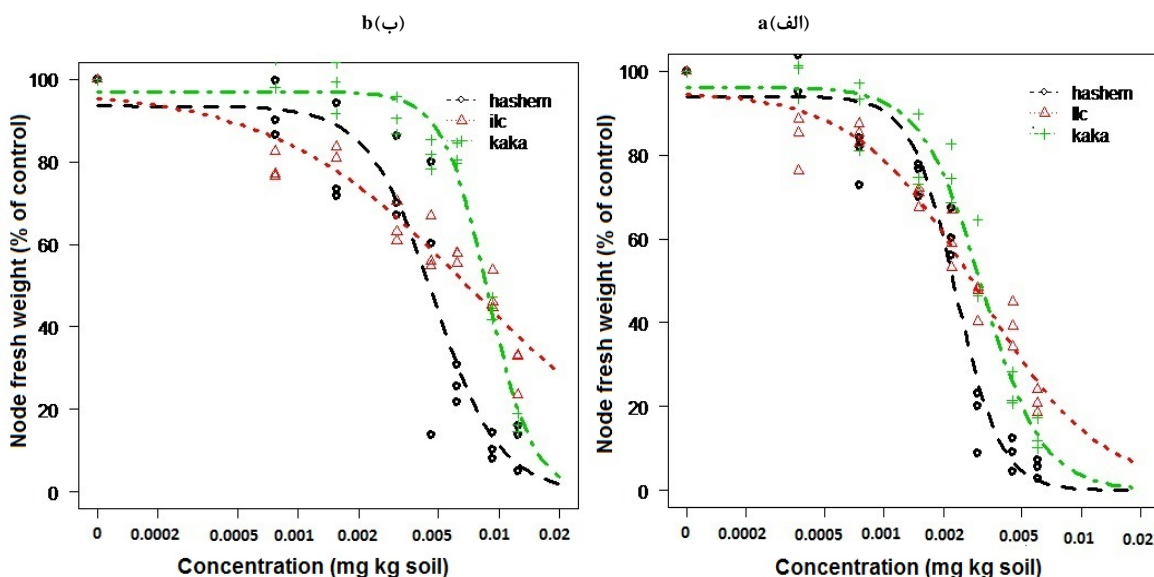 b(ب)
100
80
60
40
20
0
Node fresh weight (% of control)
hashem
ilc
kaka
0 0.0002 0.0005 0.001 0.002 0.005 0.01 0.02
Concentration (mg kg soil)
a(الف)
100
80
60
40
20
0
Node fresh weight (% of control)
hashem
ilc
kaka
0 0.0002 0.0005 0.001 0.002 0.005 0.01 0.02
Concentration (mg kg soil)